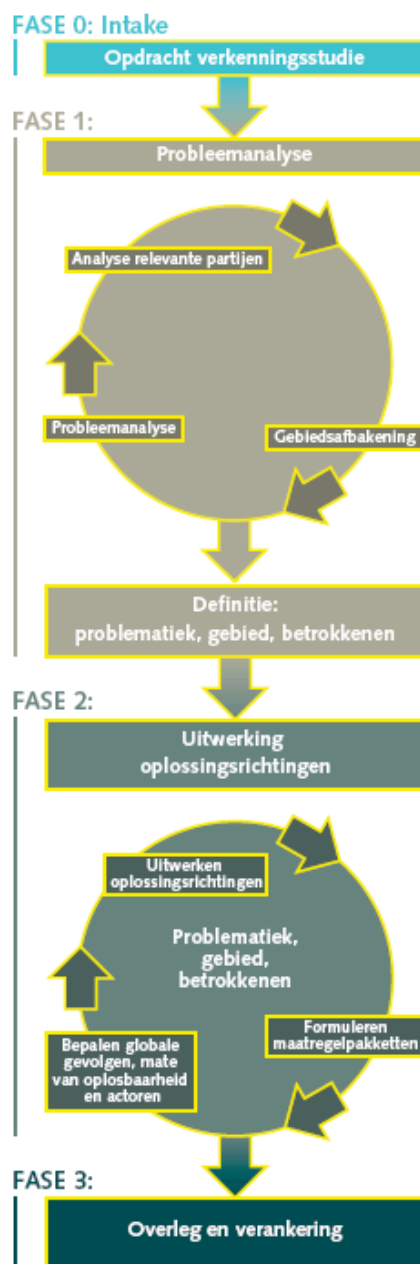 FASE 0: Intake
Opdracht verkenningsstudie
FASE 1:
Probleemanalyse
Analyse relevante partijen
Probleemanalyse
Gebiedsafbakening
Definitie:
problematiek, gebied, betrokkenen
FASE 2:
Uitwerking
oplossingsrichtingen
Uitwerken
oplossingsrichtingen
Problematiek,
gebied,
betrokkenen
Formuleren
maatregelpakketten
Bepalen globale
gevolgen, mate
van oplosbaarheid
en actoren
FASE 3:
Overleg en verankering